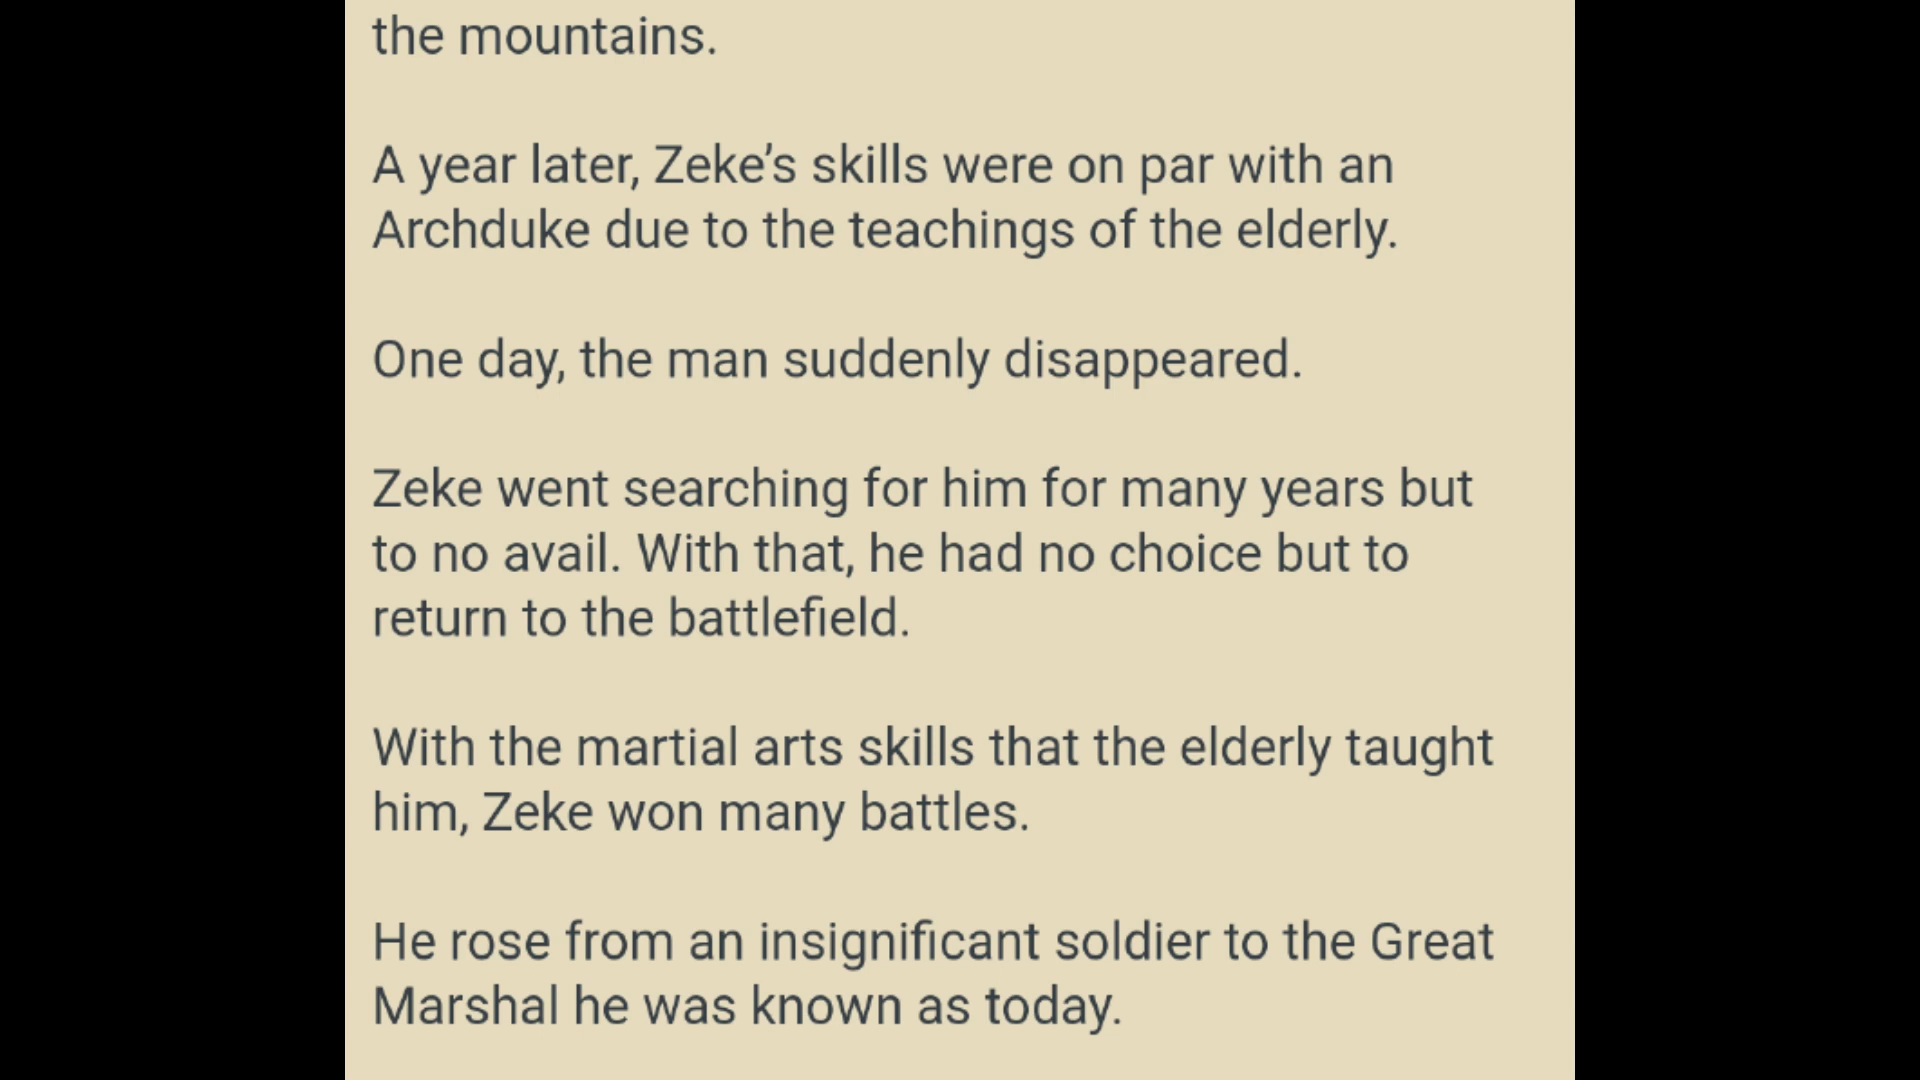 the mountains.
A year later, Zeke’s skills were on par with an
Archduke due to the teachings of the elderly.
One day, the man suddenly disappeared.
Zeke went searching for him for many years but
to no avail. With that, he had no choice but to
return to the battlefield.
With the martial arts skills that the elderly taught
him, Zeke won many battles.
He rose from an insignificant soldier to the Great
Marshal he was known as today.